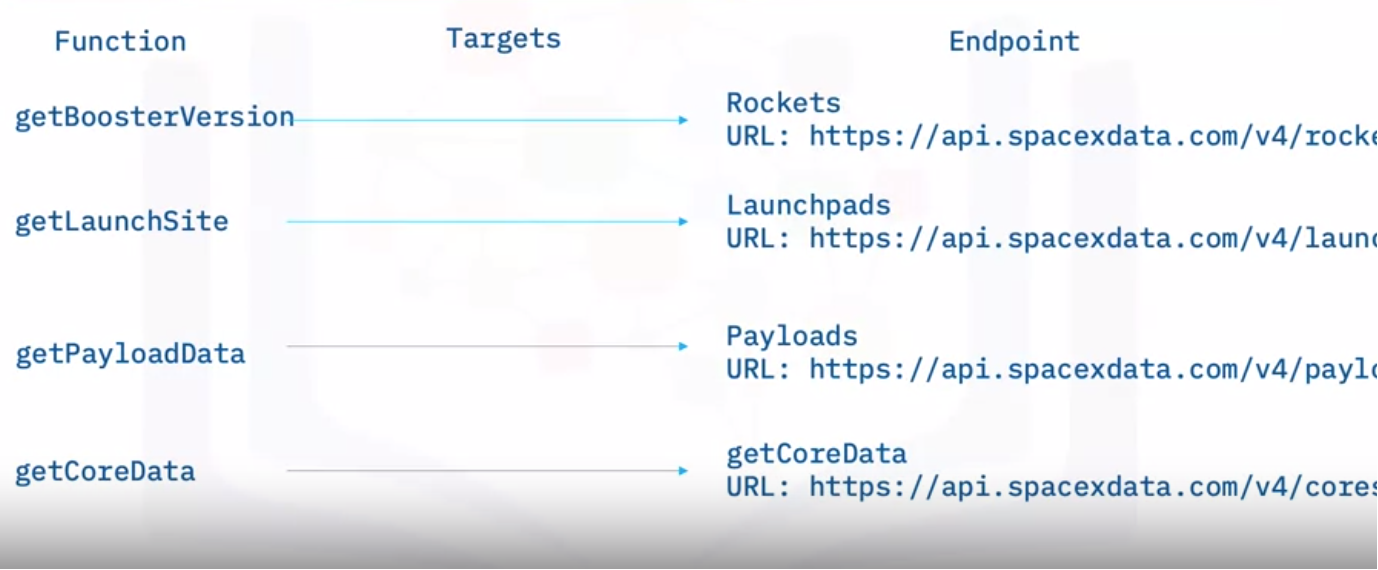 Function Targets Endpoint
getBoosterVersion
Rockets
URL: https://api.spacexdata.com/v4/rocke
getLaunchSite
Launchpads
URL: https://api.spacexdata.com/v4/launc
getPayloadData
Payloads
URL: https://api.spacexdata.com/v4/paylo
getCoreData
getCoreData
URL: https://api.spacexdata.com/v4/cores